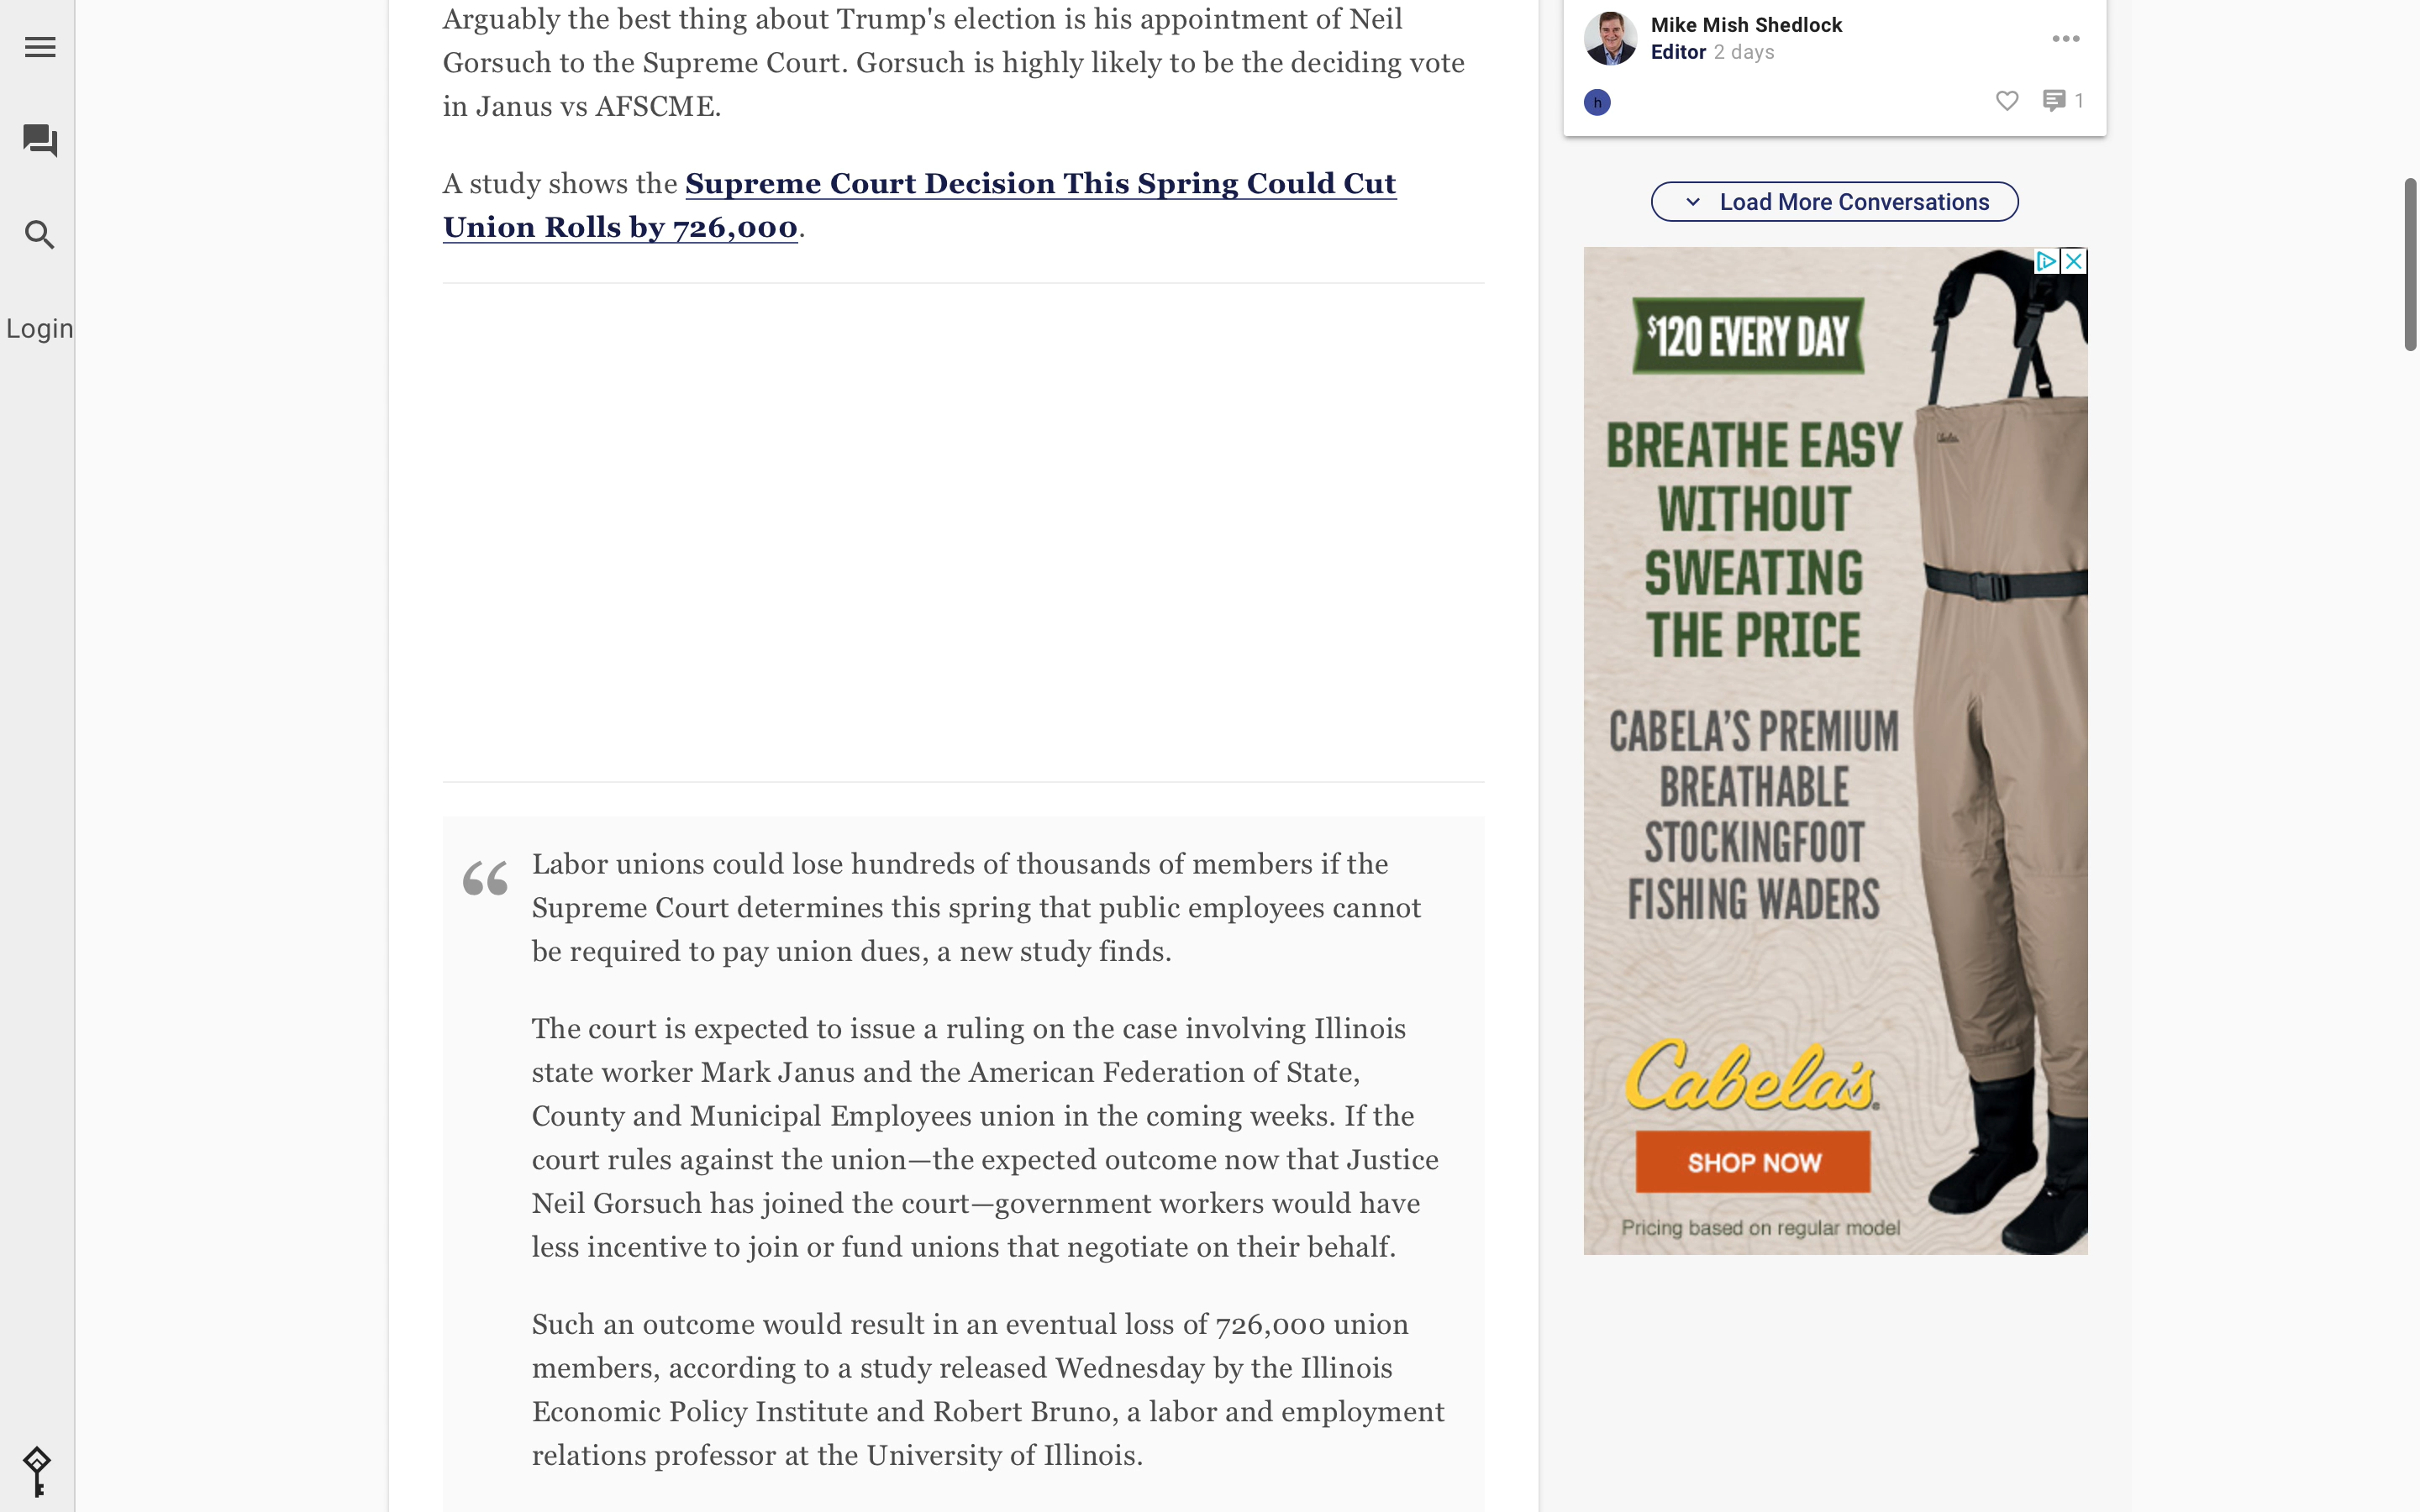 Login
Arguably the best thing about Trump's election is his appointment of Neil
Gorsuch to the Supreme Court. Gorsuch is highly likely to be the deciding vote
in Janus vs AFSCME.
A study shows the Supreme Court Decision This Spring Could Cut
Union Rolls by 726,000.
“ Labor unions could lose hundreds of thousands of members if the
Supreme Court determines this spring that public employees cannot
be required to pay union dues, a new study finds.
The court is expected to issue a ruling on the case involving Illinois
state worker Mark Janus and the American Federation of State,
County and Municipal Employees union in the coming weeks. If the
court rules against the union—the expected outcome now that Justice
Neil Gorsuch has joined the court—government workers would have
less incentive to join or fund unions that negotiate on their behalf.
Such an outcome would result in an eventual loss of 726,000 union
members, according to a study released Wednesday by the Illinois
Economic Policy Institute and Robert Bruno, a labor and employment
relations professor at the University of Illinois.
Mike Mish Shedlock
Editor 2 days
h
1
Load More Conversations
$120 EVERY DAY
BREATHE EASY
WITHOUT
SWEATING
THE PRICE
CABELA'S PREMIUM
BREATHABLE
STOCKINGFOOT
FISHING WADERS
Cabela's
Cabela's®
SHOP NOW
Pricing based on regular model